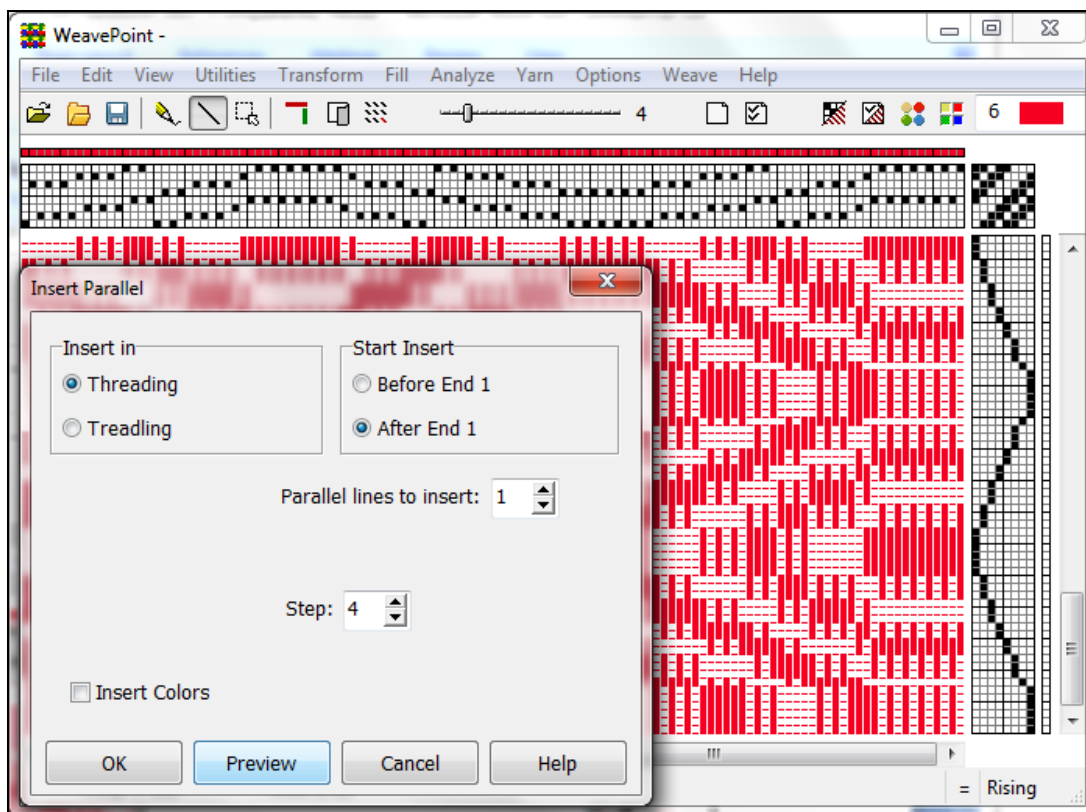 WeavePoint -
File Edit View Utilities Transform Fill Analyze Yarn Options Weave Help
4 6
Insert Parallel
Insert in Start Insert
Threading Before End 1
Treadling After End 1
Parallel lines to insert: 1
Step: 4
Insert Colors
OK Preview Cancel Help
= Rising